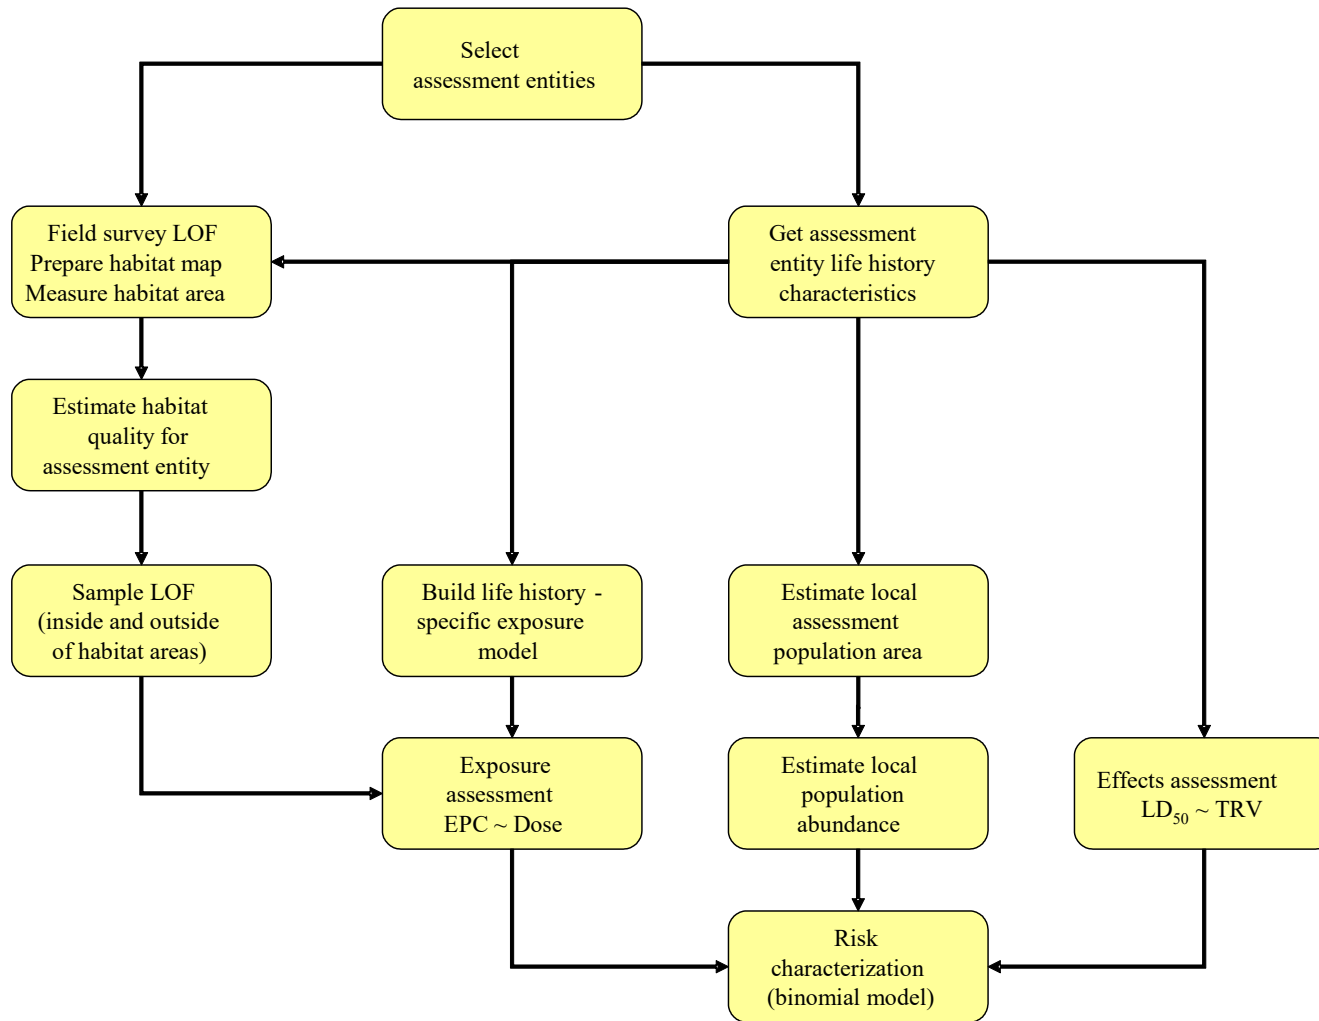 Select
assessment entities
Field survey LOF
Prepare habitat map
Measure habitat area
Get assessment
entity life history
characteristics
Estimate habitat
quality for
assessment entity
Sample LOF
(inside and outside
of habitat areas)
Build life history -
specific exposure
model
Estimate local
assessment
population area
Exposure
assessment
EPC ~ Dose
Estimate local
population
abundance
Effects assessment
LD50 ~ TRV
Risk
characterization
(binomial model)